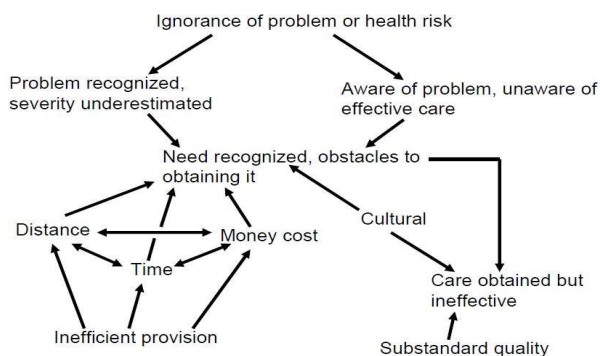 Ignorance of problem or health risk
Problem recognized,
severity underestimated
Aware of problem, unaware of
effective care
Need recognized, obstacles to
obtaining it
Cultural
Distance
Money cost
Time
Care obtained but
ineffective
Inefficient provision
Substandard quality